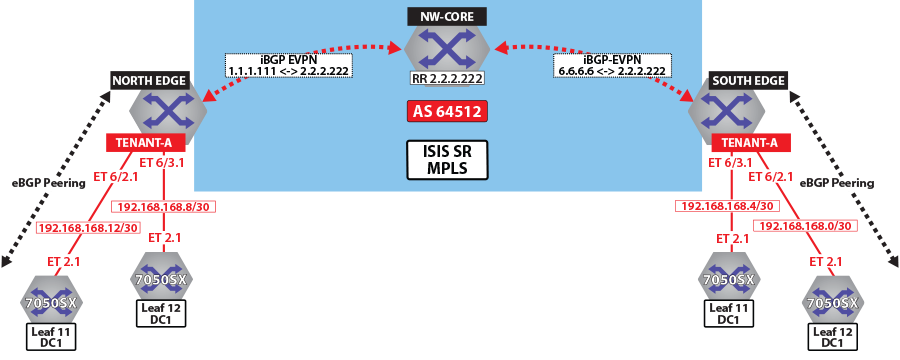 NW-CORE
iBGP EVPN
1.1.1.111 <-> 2.2.2.222
iBGP-EVPN
6.6.6.6 <-> 2.2.2.222
RR 2.2.2.222
NORTH EDGE
SOUTH EDGE
AS 64512
TENANT-A
TENANT-A
ISIS SR
MPLS
ET 6/2.1
ET 6/3.1
ET 6/3.1
ET 6/2.1
eBGP Peering
eBGP Peering
192.168.168.8/30
192.168.168.4/30
192.168.168.12/30
192.168.168.0/30
ET 2.1
ET 2.1
ET 2.1
ET 2.1
7050SX
7050SX
7050SX
7050SX
Leaf 11
DC1
Leaf 12
DC1
Leaf 11
DC1
Leaf 12
DC1